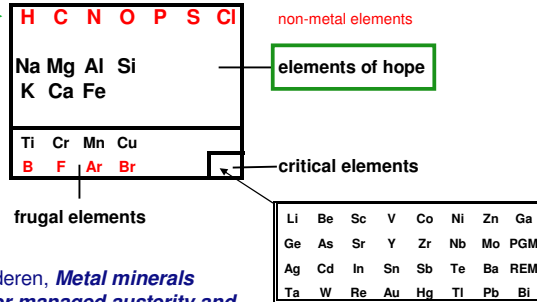 H C N O P S Cl
non-metal elements
Na Mg Al Si
elements of hope
K Ca Fe
Ti Cr Mn Cu
B F Ar Br
critical elements
frugal elements
Li Be Sc V Co Ni Zn Ga
Ge As Sr Y Zr Nb Mo PGM
Ag Cd In Sn Sb Te Ba REM
Ta W Re Au Hg Tl Pb Bi
deren, Metal minerals
or managed austerity and